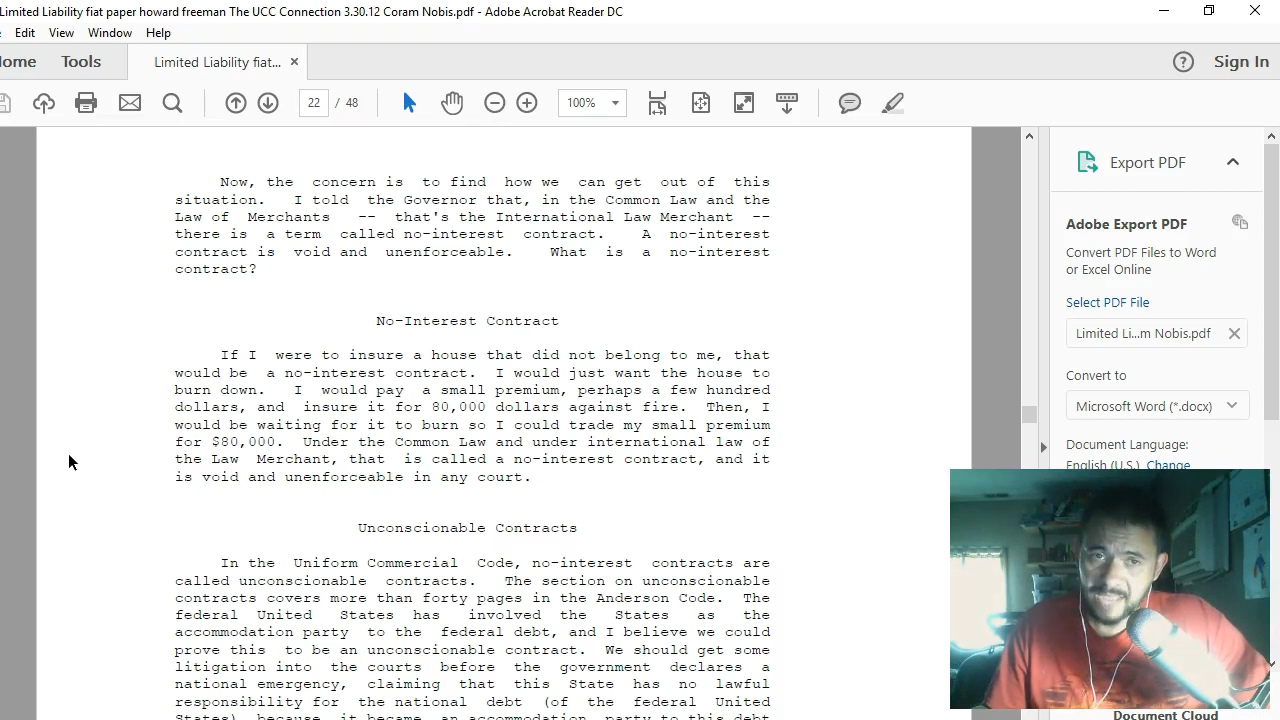 Limited Liability fiat paper howard freeman The UCC Connection 3.30.12 Coram Nobis.pdf - Adobe Acrobat Reader DC
Edit View Window Help
ome Tools Limited Liability fiat... × Sign In
22 / 48 100%
Now, the concern is to find how we can get out of this
situation. I told the Governor that, in the Common Law and the
Law of Merchants -- that's the International Law Merchant --
there is a term called no-interest contract. A no-interest
contract is void and unenforceable. What is a no-interest
contract?
No-Interest Contract
If I were to insure a house that did not belong to me, that
would be a no-interest contract. I would just want the house to
burn down. I would pay a small premium, perhaps a few hundred
dollars, and insure it for 80,000 dollars against fire. Then, I
would be waiting for it to burn so I could trade my small premium
for $80,000. Under the Common Law and under international law of
the Law Merchant, that is called a no-interest contract, and it
is void and unenforceable in any court.
Unconscionable Contracts
In the Uniform Commercial Code, no-interest contracts are
called unconscionable contracts. The section on unconscionable
contracts covers more than forty pages in the Anderson Code. The
federal United States has involved the States as the
accommodation party to the federal debt, and I believe we could
prove this to be an unconscionable contract. We should get some
litigation into the courts before the government declares a
national emergency, claiming that this State has no lawful
responsibility for the national debt (of the federal United
States), because it became an accommodation party to this debt
Export PDF
Adobe Export PDF
Convert PDF Files to Word
or Excel Online
Select PDF File
Limited Li...m Nobis.pdf
Convert to
Microsoft Word (*.docx)
Document Language:
English (U.S.) Change
Document Cloud